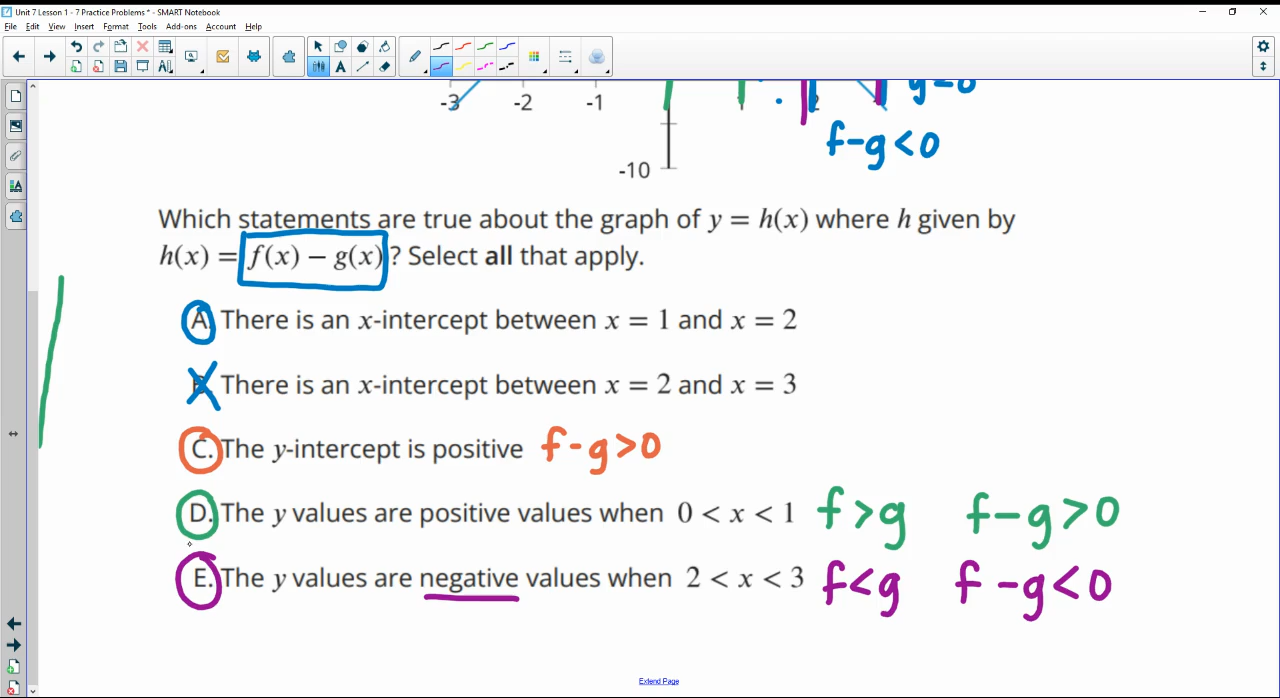 Unit 7 Lesson 1 - 7 Practice Problems * - SMART Notebook
File Edit View Insert Format Tools Add-ons Account Help
-3 -2 -1 1 2
f-g<0
-10
Which statements are true about the graph of y = h(x) where h given by
h(x) = f(x) − g(x)? Select all that apply.
A. There is an x-intercept between x = 1 and x = 2
There is an x-intercept between x = 2 and x = 3
C. The y-intercept is positive f-g>0
D. The y values are positive values when 0 < x < 1 f>g f-g>0
E. The y values are negative values when 2 < x < 3 f<g f-g<0
Extend Page